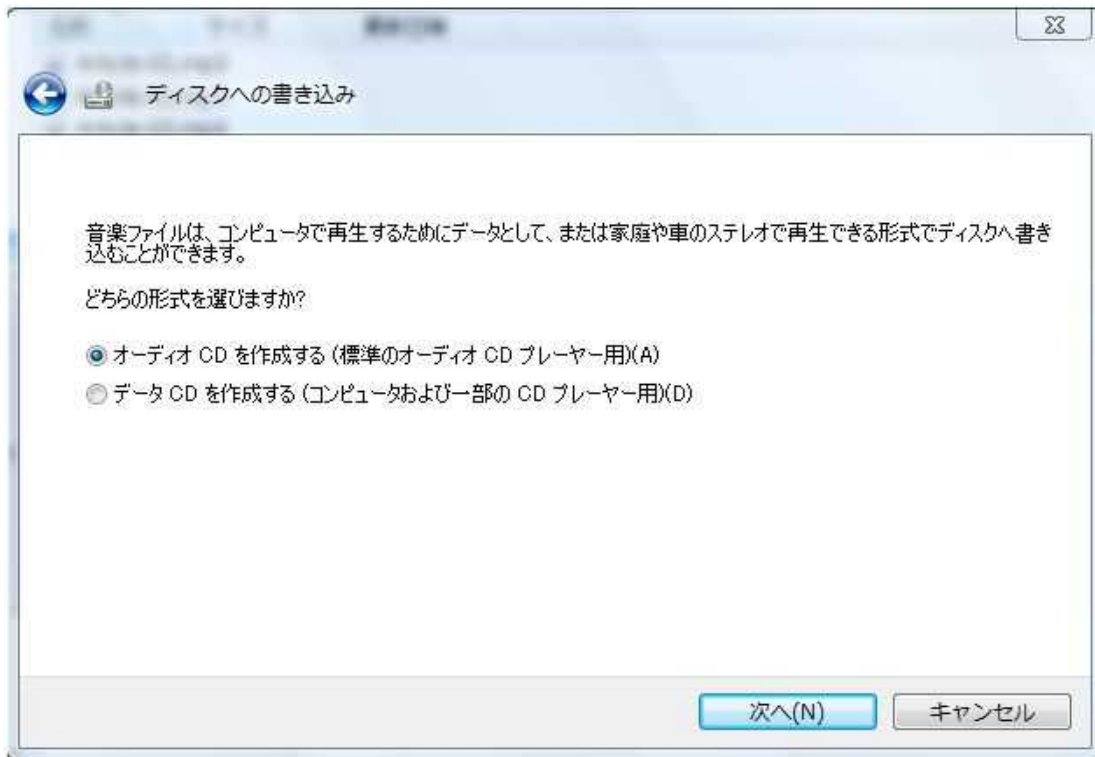 ディスクへの書き込み
音楽ファイルは、コンピュータで再生するためにデータとして、または家庭や車のステレオで再生できる形式でディスクへ書き
込むことができます。
どちらの形式を選びますか?
オーディオ CD を作成する (標準のオーディオ CD プレーヤー用)(A)
データ CD を作成する (コンピュータおよび一部の CD プレーヤー用)(D)
次へ(N)
キャンセル